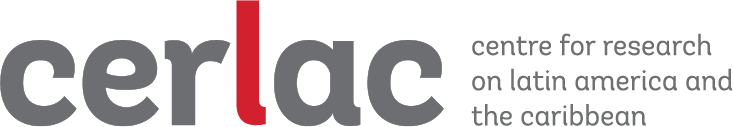 cerlac
centre for research
on latin america and
the caribbean